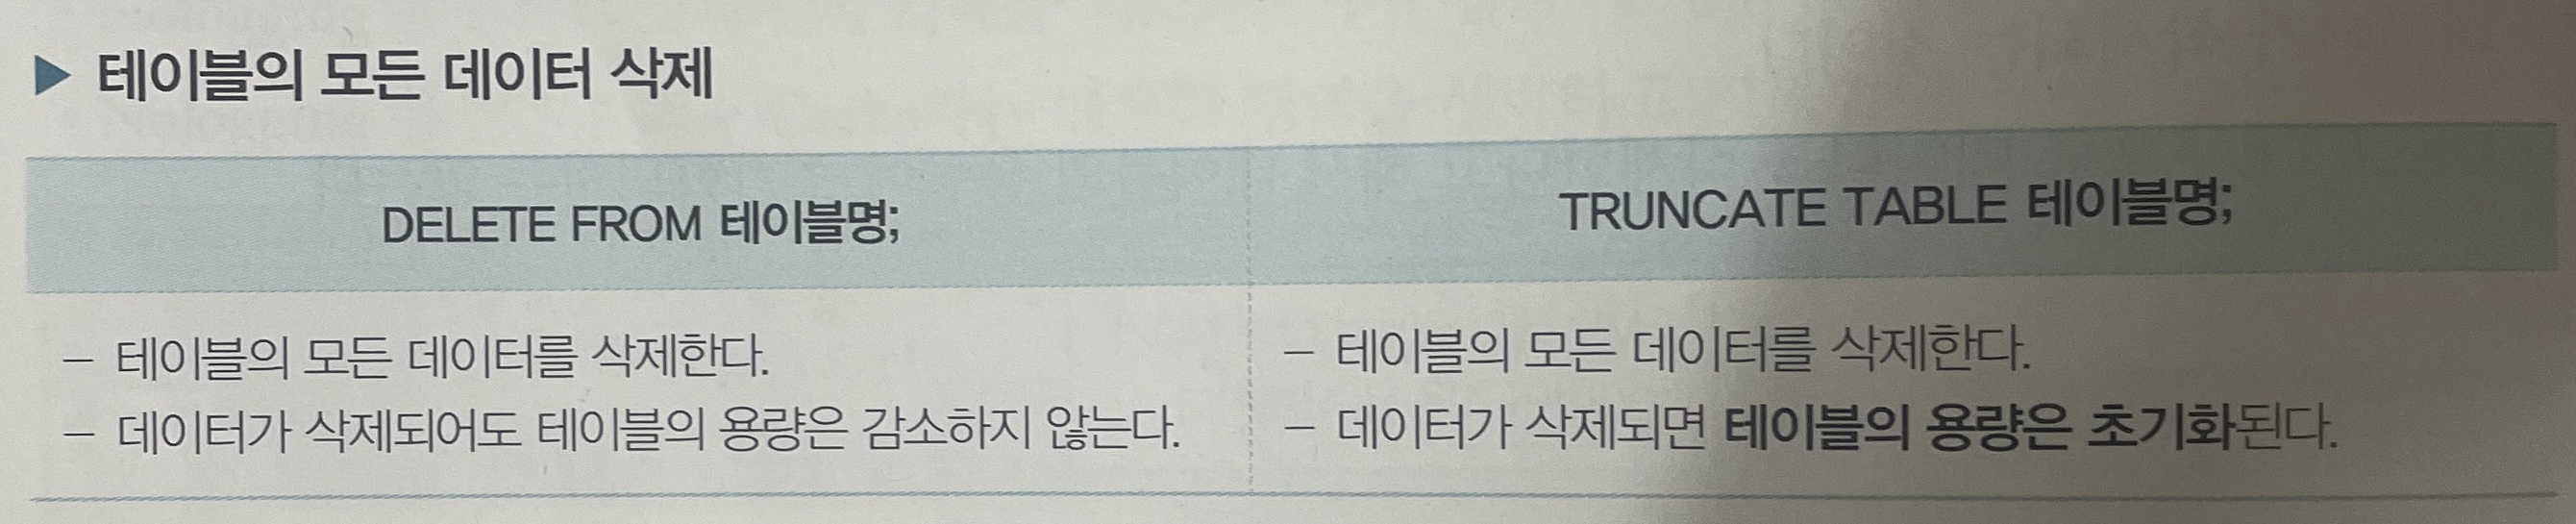 ▶ 테이블의 모든 데이터 삭제
DELETE FROM 테이블명;
TRUNCATE TABLE 테이블명;
– 테이블의 모든 데이터를 삭제한다.
– 데이터가 삭제되어도 테이블의 용량은 감소하지 않는다.
– 테이블의 모든 데이터를 삭제한다.
– 데이터가 삭제되면 테이블의 용량은 초기화된다.